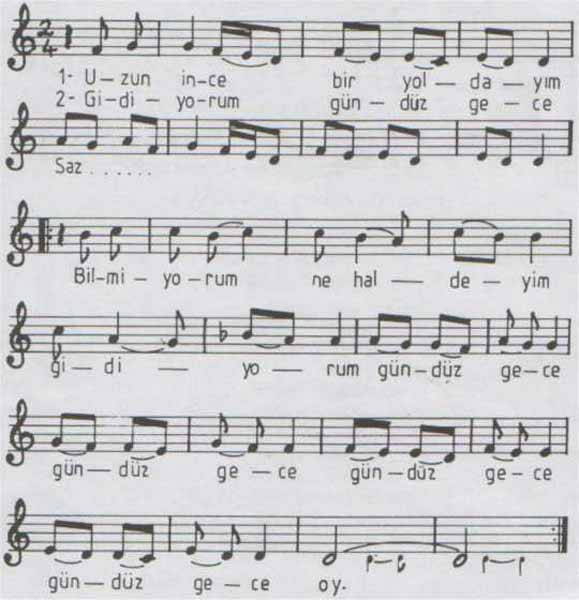 2
4
1- U – zun in-ce bir yol — da — yım
2- Gi-di – yo-rum gün — düz ge — ce
Saz . . . . . .
Bil-mi – yo – rum ne hal — de — yim
gi – di — yo — rum gün — düz ge-ce
gün — düz ge — ce gün — düz ge – ce
gün — düz ge — ce oy.